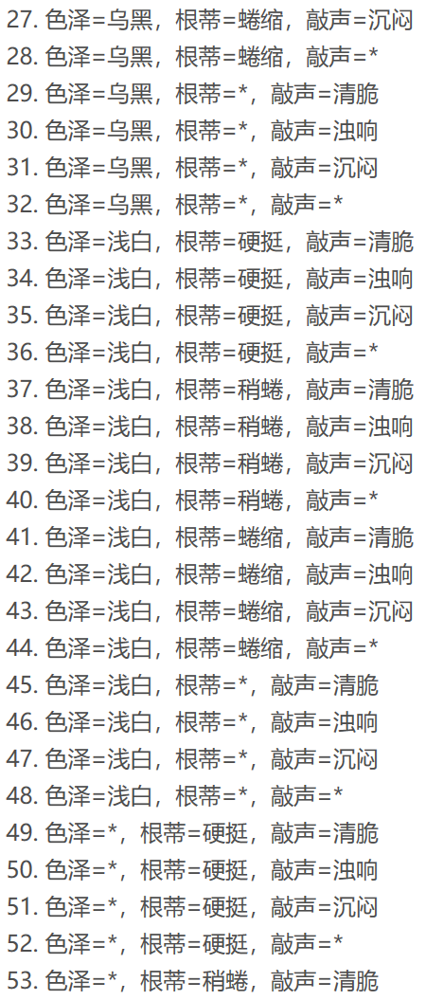 27. 色泽=乌黑，根蒂=蜷缩，敲声=沉闷
28. 色泽=乌黑，根蒂=蜷缩，敲声=*
29. 色泽=乌黑，根蒂=*，敲声=清脆
30. 色泽=乌黑，根蒂=*，敲声=浊响
31. 色泽=乌黑，根蒂=*，敲声=沉闷
32. 色泽=乌黑，根蒂=*，敲声=*
33. 色泽=浅白，根蒂=硬挺，敲声=清脆
34. 色泽=浅白，根蒂=硬挺，敲声=浊响
35. 色泽=浅白，根蒂=硬挺，敲声=沉闷
36. 色泽=浅白，根蒂=硬挺，敲声=*
37. 色泽=浅白，根蒂=稍蜷，敲声=清脆
38. 色泽=浅白，根蒂=稍蜷，敲声=浊响
39. 色泽=浅白，根蒂=稍蜷，敲声=沉闷
40. 色泽=浅白，根蒂=稍蜷，敲声=*
41. 色泽=浅白，根蒂=蜷缩，敲声=清脆
42. 色泽=浅白，根蒂=蜷缩，敲声=浊响
43. 色泽=浅白，根蒂=蜷缩，敲声=沉闷
44. 色泽=浅白，根蒂=蜷缩，敲声=*
45. 色泽=浅白，根蒂=*，敲声=清脆
46. 色泽=浅白，根蒂=*，敲声=浊响
47. 色泽=浅白，根蒂=*，敲声=沉闷
48. 色泽=浅白，根蒂=*，敲声=*
49. 色泽=*，根蒂=硬挺，敲声=清脆
50. 色泽=*，根蒂=硬挺，敲声=浊响
51. 色泽=*，根蒂=硬挺，敲声=沉闷
52. 色泽=*，根蒂=硬挺，敲声=*
53. 色泽=*，根蒂=稍蜷，敲声=清脆